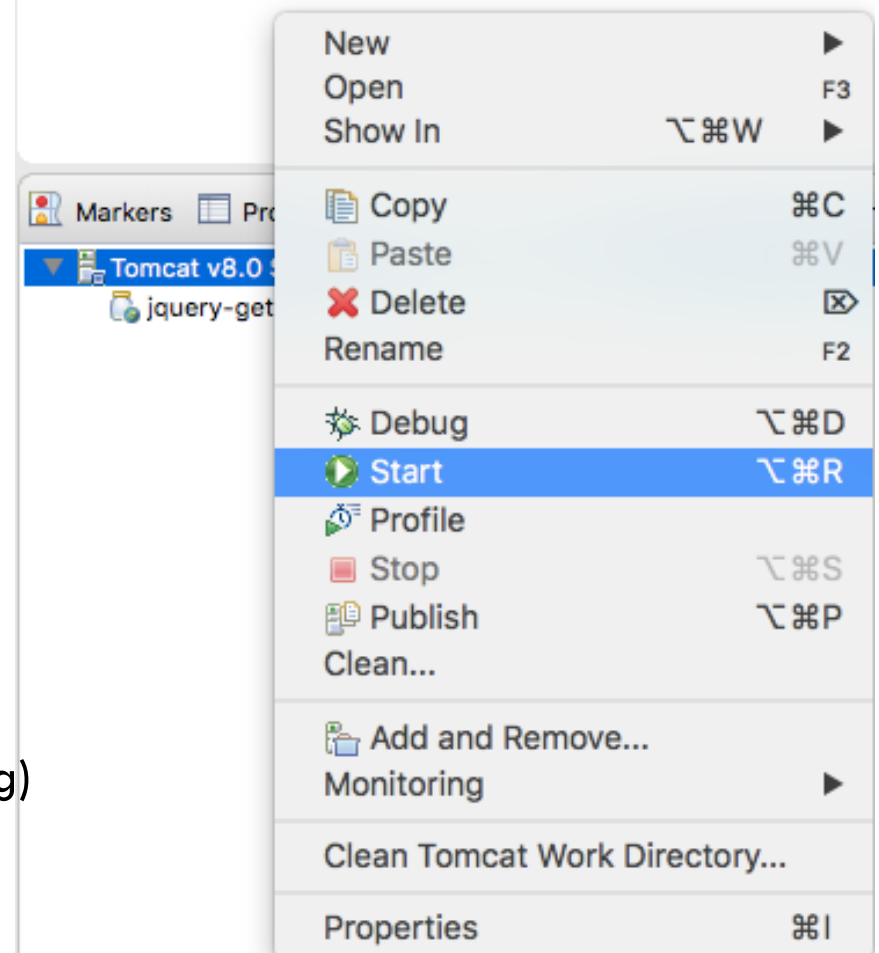 New
Open F3
Show In ⌥⌘W
Markers
Copy ⌘C
Paste ⌘V
Tomcat v8.0
jquery-get
Delete ⌦
Rename F2
Debug ⌥⌘D
Start ⌥⌘R
Profile
Stop ⌥⌘S
Publish ⌥⌘P
Clean...
Add and Remove...
g)
Monitoring
Clean Tomcat Work Directory...
Properties ⌘I